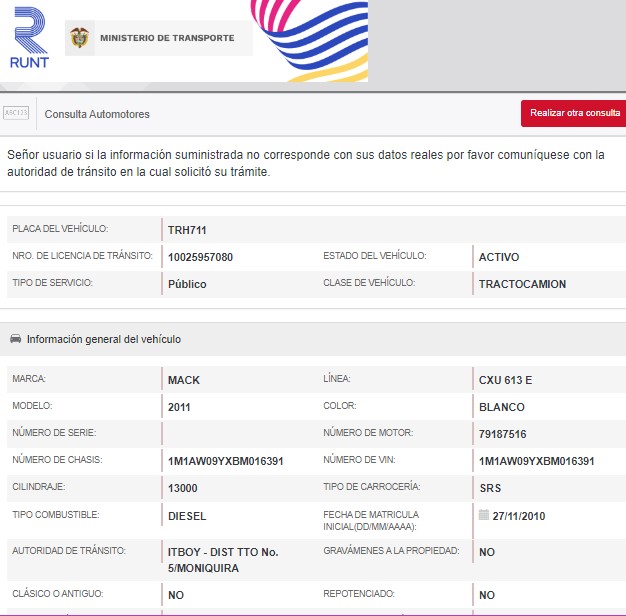 RUNT
MINISTERIO DE TRANSPORTE
ABC123
Consulta Automotores
Realizar otra consulta
Señor usuario si la información suministrada no corresponde con sus datos reales por favor comuníquese con la
autoridad de tránsito en la cual solicitó su trámite.
PLACA DEL VEHÍCULO: TRH711
NRO. DE LICENCIA DE TRÁNSITO: 10025957080 ESTADO DEL VEHÍCULO: ACTIVO
TIPO DE SERVICIO: Público CLASE DE VEHÍCULO: TRACTOCAMION
Información general del vehículo
MARCA: MACK LÍNEA: CXU 613 E
MODELO: 2011 COLOR: BLANCO
NÚMERO DE SERIE: NÚMERO DE MOTOR: 79187516
NÚMERO DE CHASIS: 1M1AW09YXBM016391 NÚMERO DE VIN: 1M1AW09YXBM016391
CILINDRAJE: 13000 TIPO DE CARROCERÍA: SRS
TIPO COMBUSTIBLE: DIESEL FECHA DE MATRICULA
INICIAL(DD/MM/AAAA): 27/11/2010
AUTORIDAD DE TRÁNSITO: ITBOY - DIST TTO No.
5/MONIQUIRA GRAVÁMENES A LA PROPIEDAD: NO
CLÁSICO O ANTIGUO: NO REPOTENCIADO: NO